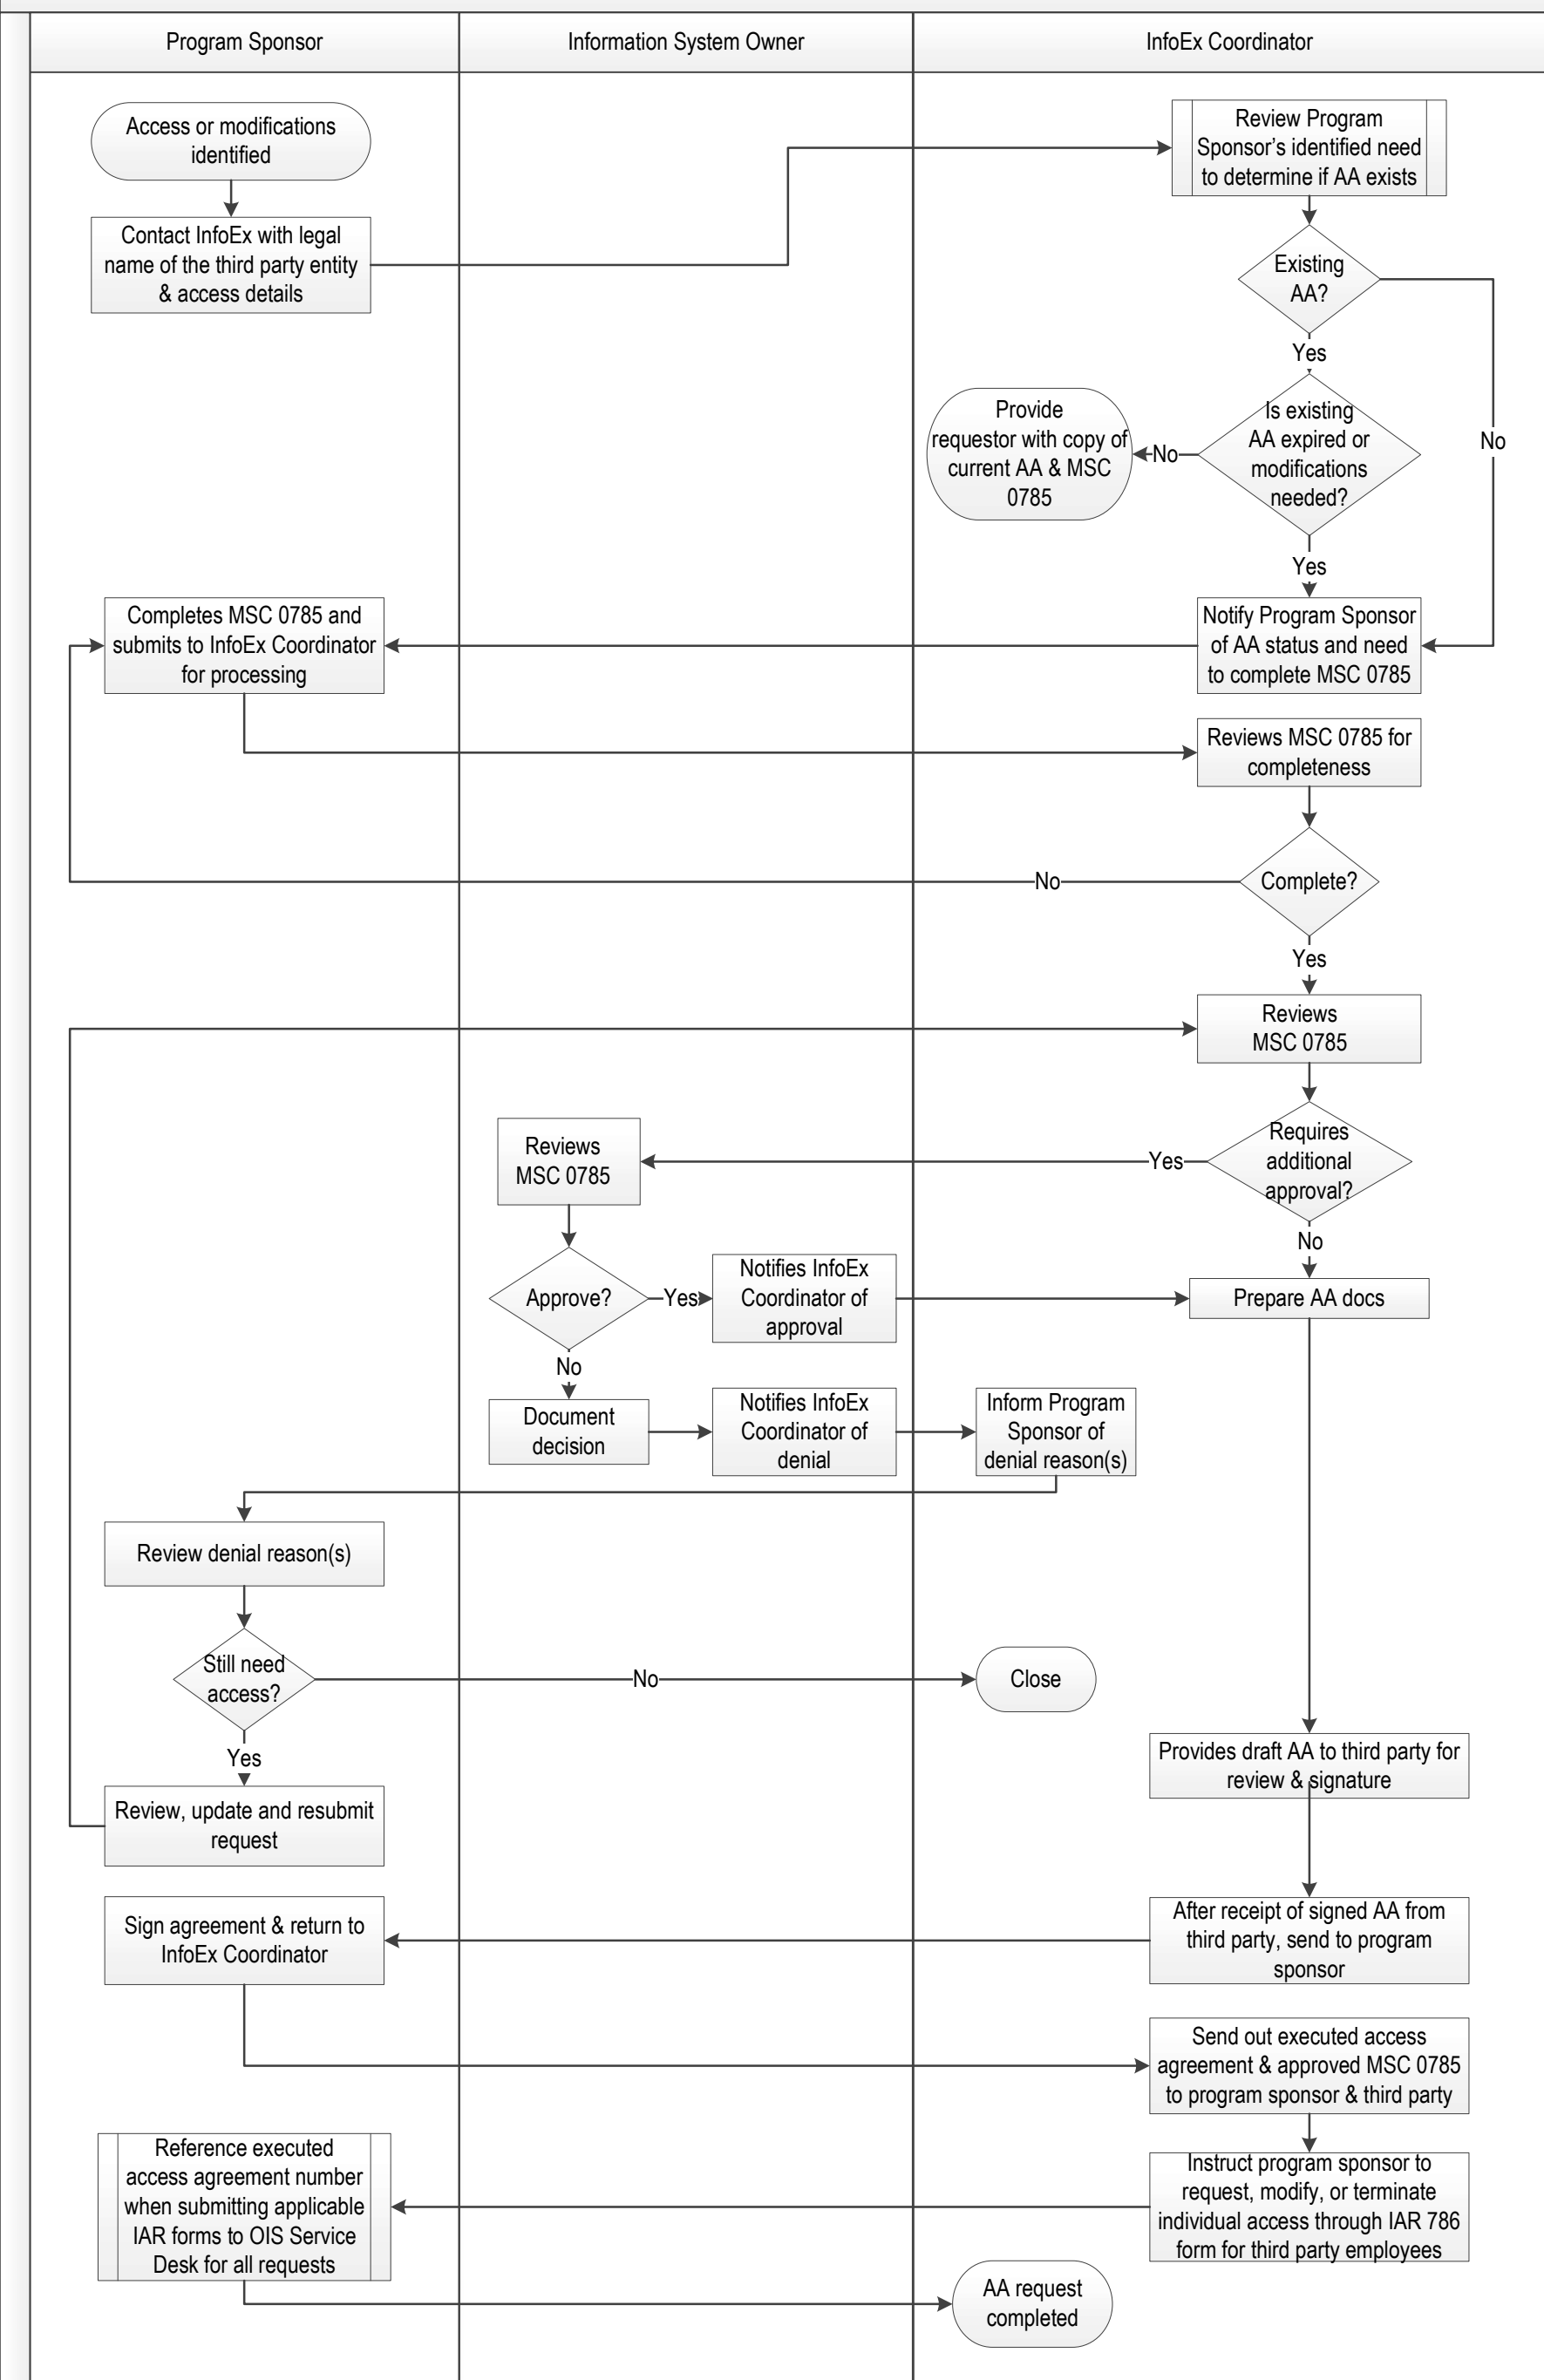 Program Sponsor
Information System Owner
InfoEx Coordinator
Access or modifications
identified
Review Program
Sponsor’s identified need
to determine if AA exists
Contact InfoEx with legal
name of the third party entity
& access details
Existing
AA?
Yes
No
Is existing
AA expired or
modifications
needed?
No
Provide
requestor with copy of
current AA & MSC
0785
Yes
Notify Program Sponsor
of AA status and need
to complete MSC 0785
Completes MSC 0785 and
submits to InfoEx Coordinator
for processing
Reviews MSC 0785 for
completeness
Complete?
No
Yes
Reviews
MSC 0785
Requires
additional
approval?
Yes
No
Reviews
MSC 0785
Approve?
Yes
Notifies InfoEx
Coordinator of
approval
Prepare AA docs
No
Document
decision
Notifies InfoEx
Coordinator of
denial
Inform Program
Sponsor of
denial reason(s)
Review denial reason(s)
Still need
access?
No
Close
Yes
Review, update and resubmit
request
Provides draft AA to third party for
review & signature
After receipt of signed AA from
third party, send to program
sponsor
Sign agreement & return to
InfoEx Coordinator
Send out executed access
agreement & approved MSC 0785
to program sponsor & third party
Instruct program sponsor to
request, modify, or terminate
individual access through IAR 786
form for third party employees
Reference executed
access agreement number
when submitting applicable
IAR forms to OIS Service
Desk for all requests
AA request
completed